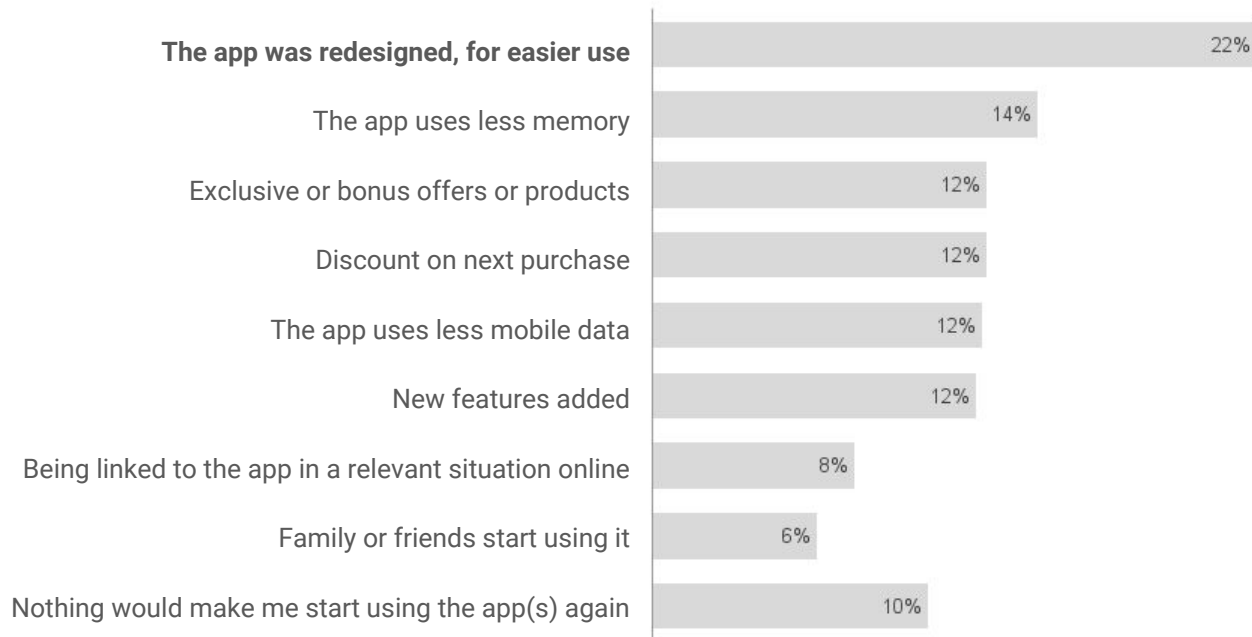 The app was redesigned, for easier use 22%
The app uses less memory 14%
Exclusive or bonus offers or products 12%
Discount on next purchase 12%
The app uses less mobile data 12%
New features added 12%
Being linked to the app in a relevant situation online 8%
Family or friends start using it 6%
Nothing would make me start using the app(s) again 10%